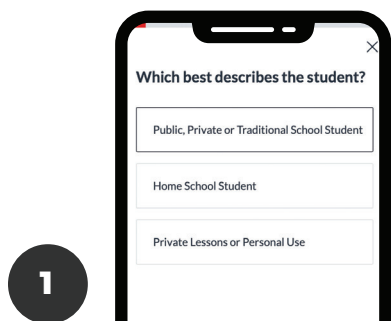 Which best describes the student?
Public, Private or Traditional School Student
Home School Student
Private Lessons or Personal Use
1